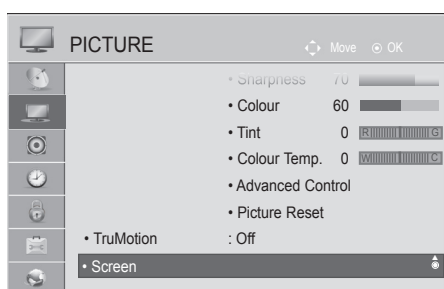 PICTURE Move OK
• Sharpness 70
• Colour 60
• Tint 0 R G
• Colour Temp. 0 W C
• Advanced Control
• Picture Reset
• TruMotion : Off
• Screen